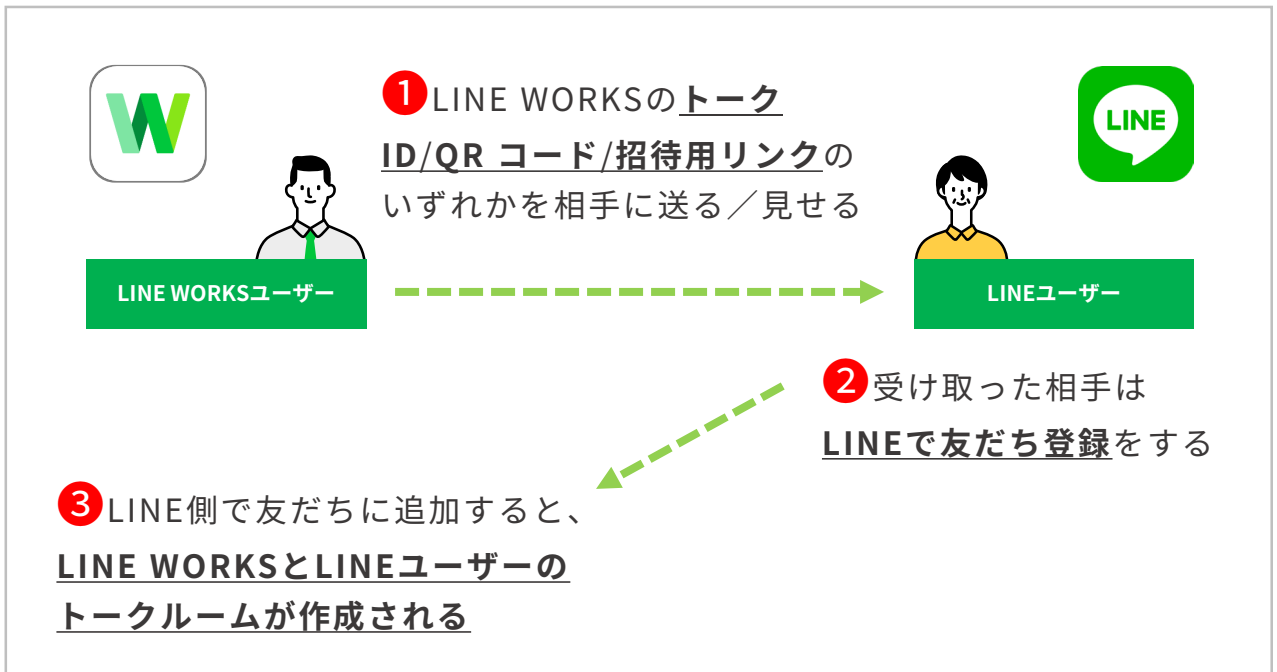 ❶LINE WORKSのトーク
ID/QR コード/招待用リンクの
いずれかを相手に送る／見せる
LINE
LINE WORKSユーザー
LINEユーザー
❷受け取った相手は
LINEで友だち登録をする
❸LINE側で友だちに追加すると、
LINE WORKSとLINEユーザーの
トークルームが作成される